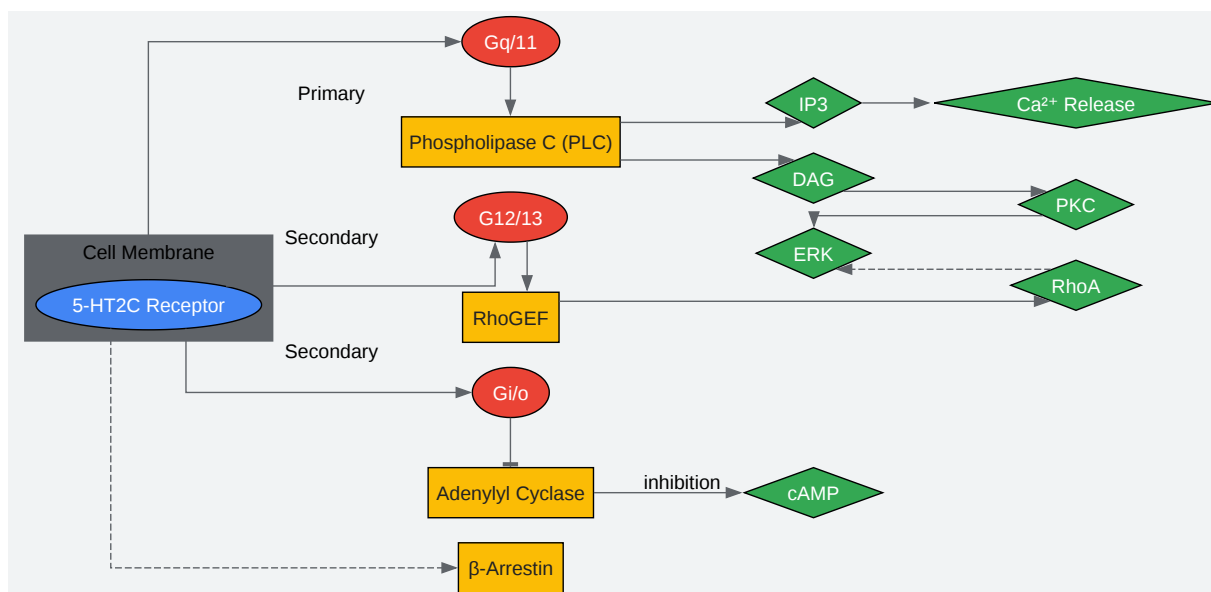 Gq/11
Primary
IP3
Ca²⁺ Release
Phospholipase C (PLC)
DAG
PKC
G12/13
Secondary
ERK
Cell Membrane
RhoA
5-HT2C Receptor
RhoGEF
Secondary
Gi/o
inhibition
Adenylyl Cyclase
cAMP
β-Arrestin